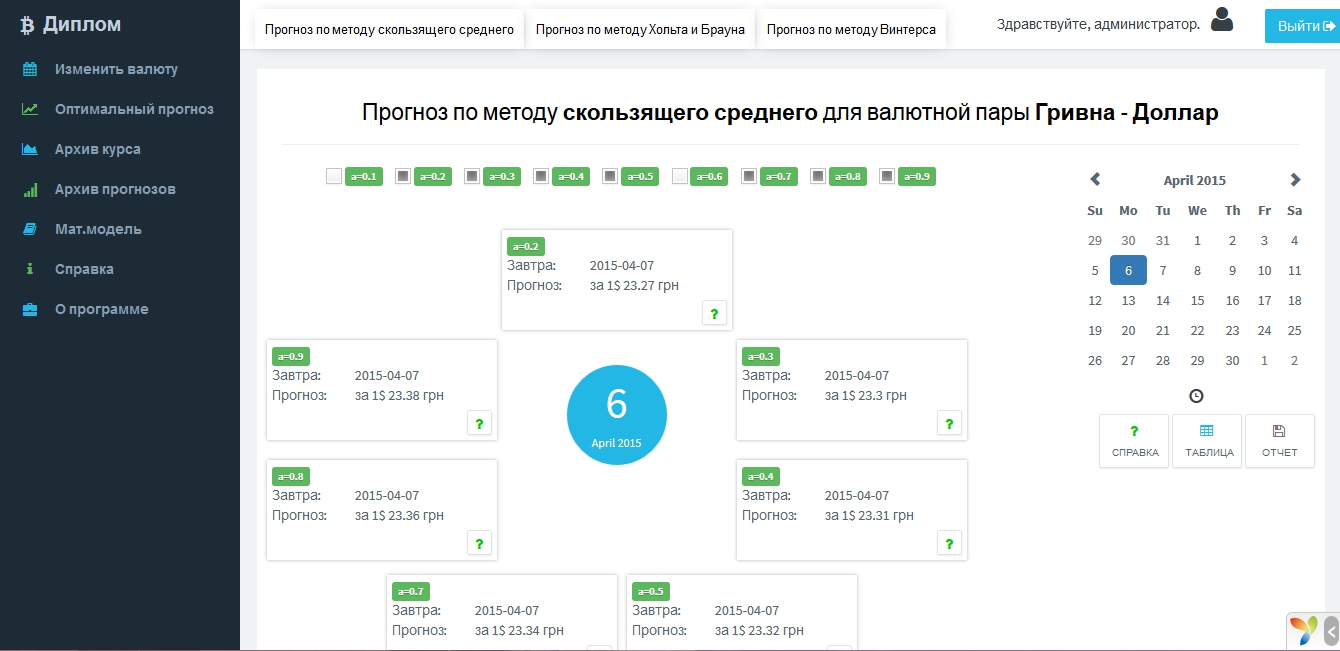 Диплом
Изменить валюту
Оптимальный прогноз
Архив курса
Архив прогнозов
Мат.модель
Справка
О программе
Прогноз по методу скользящего среднего
Прогноз по методу Хольта и Брауна
Прогноз по методу Винтерса
Здравствуйте, администратор.
Выйти
Прогноз по методу скользящего среднего для валютной пары Гривна - Доллар
a=0.1 a=0.2 a=0.3 a=0.4 a=0.5 a=0.6 a=0.7 a=0.8 a=0.9
a=0.2
Завтра: 2015-04-07
Прогноз: за 1$ 23.27 грн
?
a=0.9
Завтра: 2015-04-07
Прогноз: за 1$ 23.38 грн
?
6
April 2015
a=0.3
Завтра: 2015-04-07
Прогноз: за 1$ 23.3 грн
?
a=0.8
Завтра: 2015-04-07
Прогноз: за 1$ 23.36 грн
?
a=0.4
Завтра: 2015-04-07
Прогноз: за 1$ 23.31 грн
?
a=0.7
Завтра: 2015-04-07
Прогноз: за 1$ 23.34 грн
a=0.5
Завтра: 2015-04-07
Прогноз: за 1$ 23.32 грн
April 2015
Su Mo Tu We Th Fr Sa
29 30 31 1 2 3 4
5 6 7 8 9 10 11
12 13 14 15 16 17 18
19 20 21 22 23 24 25
26 27 28 29 30 1 2
?
СПРАВКА
ТАБЛИЦА
ОТЧЕТ